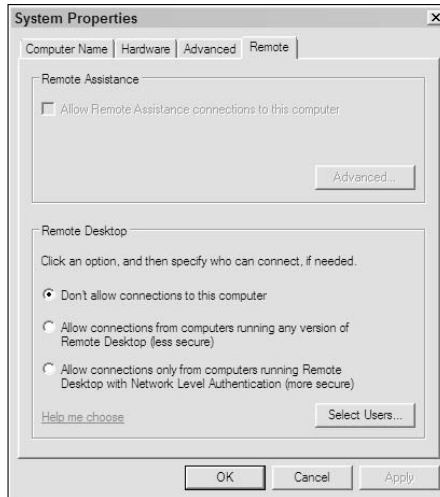 System Properties
Computer Name
Hardware
Advanced
Remote
Remote Assistance
Allow Remote Assistance connections to this computer
Advanced...
Remote Desktop
Click an option, and then specify who can connect, if needed.
Don't allow connections to this computer
Allow connections from computers running any version of
Remote Desktop (less secure)
Allow connections only from computers running Remote
Desktop with Network Level Authentication (more secure)
Help me choose
Select Users...
OK
Cancel
Apply